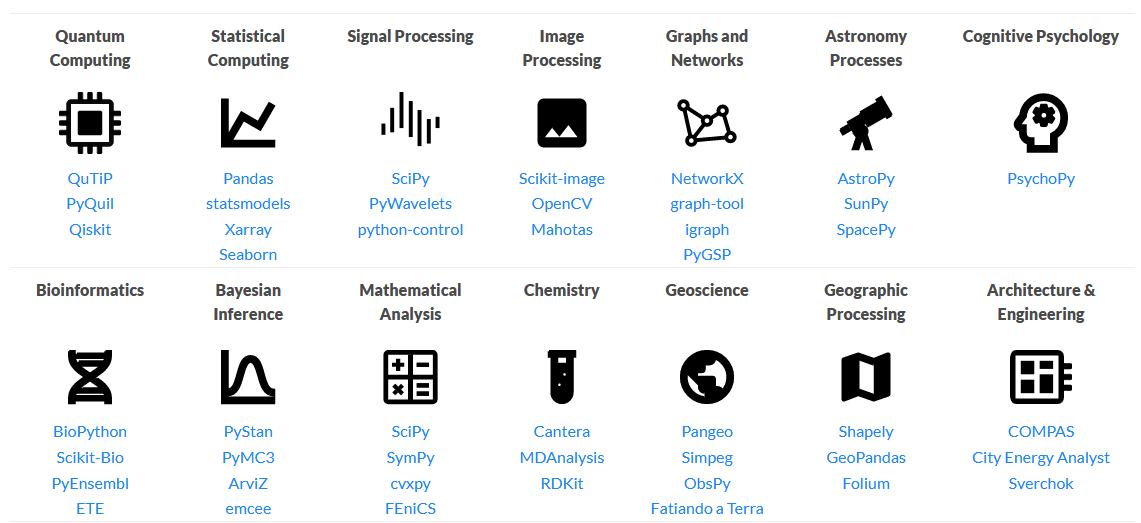 Quantum
Computing
Statistical
Computing
Signal Processing
Image
Processing
Graphs and
Networks
Astronomy
Processes
Cognitive Psychology
QuTiP
PyQuil
Qiskit
Pandas
statsmodels
Xarray
Seaborn
SciPy
PyWavelets
python-control
Scikit-image
OpenCV
Mahotas
NetworkX
graph-tool
igraph
PyGSP
AstroPy
SunPy
SpacePy
PsychoPy
Bioinformatics
Bayesian
Inference
Mathematical
Analysis
Chemistry
Geoscience
Geographic
Processing
Architecture &
Engineering
BioPython
Scikit-Bio
PyEnsembl
ETE
PyStan
PyMC3
ArviZ
emcee
SciPy
SymPy
cvxpy
FEniCS
Cantera
MDAnalysis
RDKit
Pangeo
Simpeg
ObsPy
Fatiando a Terra
Shapely
GeoPandas
Folium
COMPAS
City Energy Analyst
Sverchok